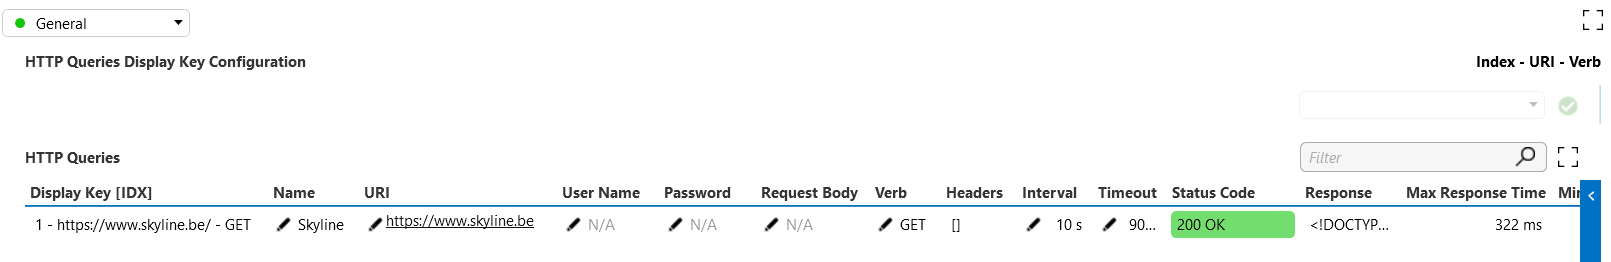 General
HTTP Queries Display Key Configuration Index - URI - Verb
HTTP Queries Filter
Display Key [IDX] Name URI User Name Password Request Body Verb Headers Interval Timeout Status Code Response Max Response Time Min
1 - https://www.skyline.be/ - GET Skyline https://www.skyline.be N/A N/A N/A GET [] 10 s 90... 200 OK <!DOCTYP... 322 ms